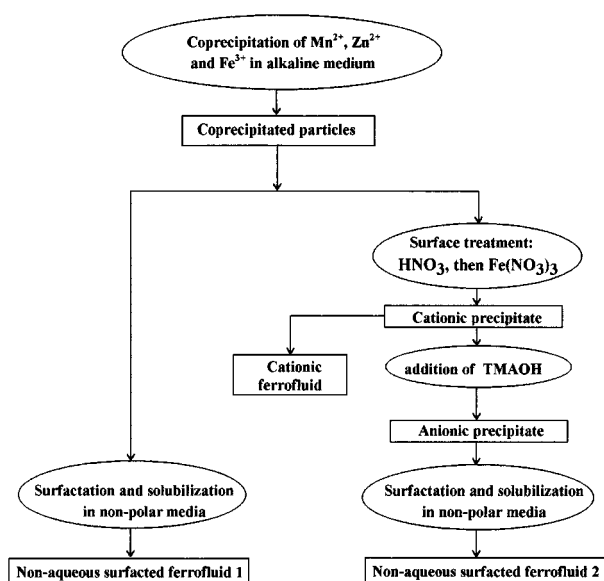 Coprecipitation of Mn²⁺, Zn²⁺
and Fe³⁺ in alkaline medium
Coprecipitated particles
Surface treatment:
HNO₃, then Fe(NO₃)₃
Cationic precipitate
Cationic
ferrofluid
addition of TMAOH
Anionic precipitate
Surfactation and solubilization
in non-polar media
Surfactation and solubilization
in non-polar media
Non-aqueous surfacted ferrofluid 1
Non-aqueous surfacted ferrofluid 2